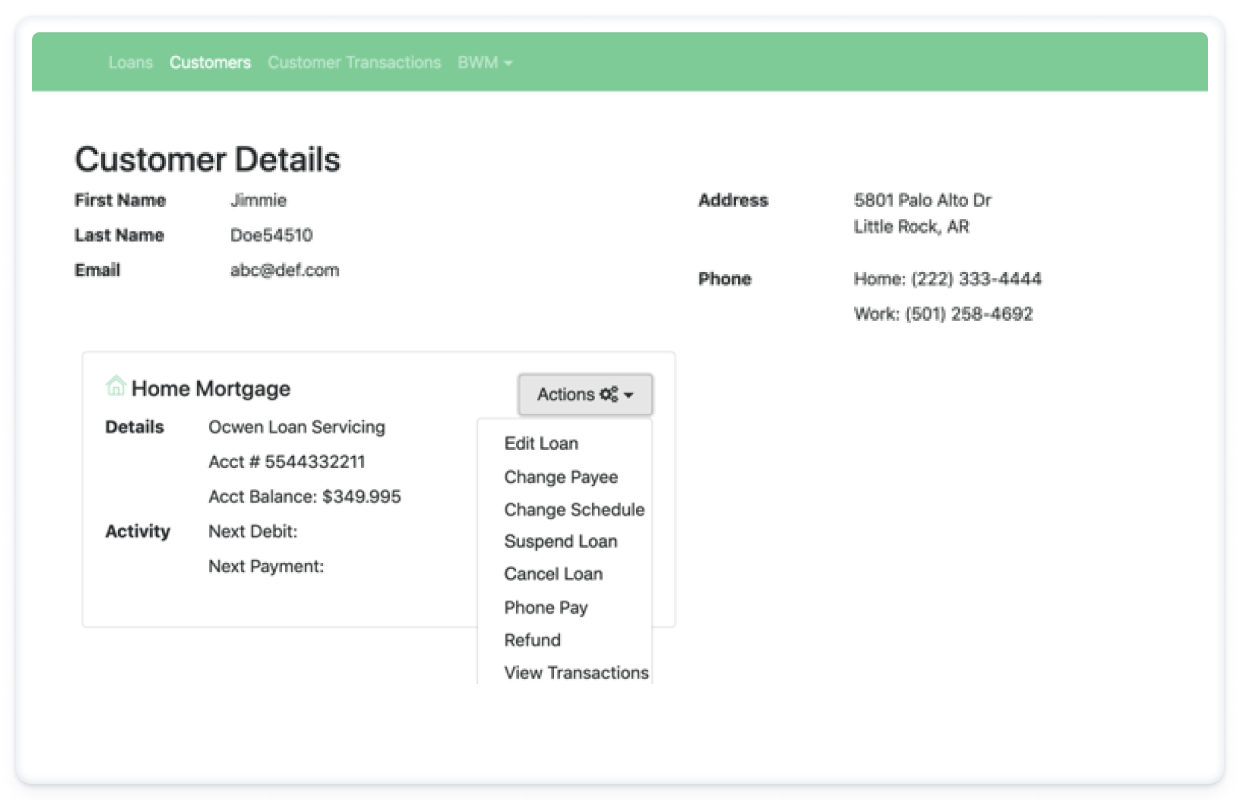 Loans Customers Customer Transactions BWM
Customer Details
First Name Jimmie
Last Name Doe54510
Email abc@def.com
Address 5801 Palo Alto Dr
Little Rock, AR
Phone Home: (222) 333-4444
Work: (501) 258-4692
Home Mortgage
Details Ocwen Loan Servicing
Acct # 5544332211
Acct Balance: $349.995
Activity Next Debit:
Next Payment:
Actions
Edit Loan
Change Payee
Change Schedule
Suspend Loan
Cancel Loan
Phone Pay
Refund
View Transactions